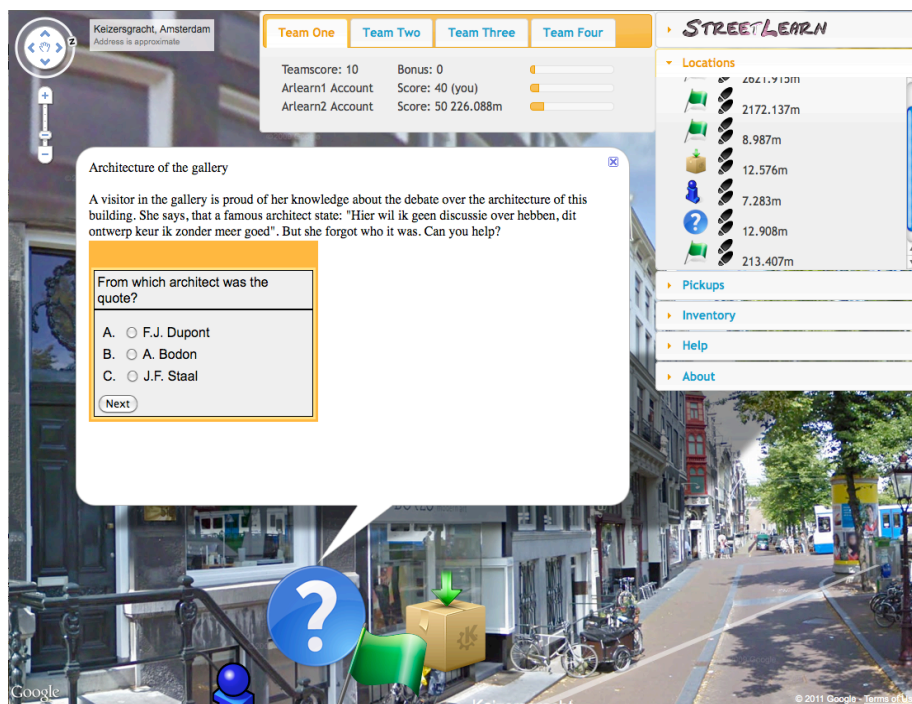 Keizersgracht, Amsterdam
Address is approximate
Z
Team One
Team Two
Team Three
Team Four
Teamscore: 10 Bonus: 0
Arlearn1 Account Score: 40 (you)
Arlearn2 Account Score: 50 226.088m
STREETLEARN
Locations
2621.915m
2172.137m
8.987m
12.576m
7.283m
12.908m
213.407m
Pickups
Inventory
Help
About
Architecture of the gallery
A visitor in the gallery is proud of her knowledge about the debate over the architecture of this
building. She says, that a famous architect state: "Hier wil ik geen discussie over hebben, dit
ontwerp keur ik zonder meer goed". But she forgot who it was. Can you help?
From which architect was the
quote?
A. F.J. Dupont
B. A. Bodon
C. J.F. Staal
Next
Google
© 2011 Google - Terms of